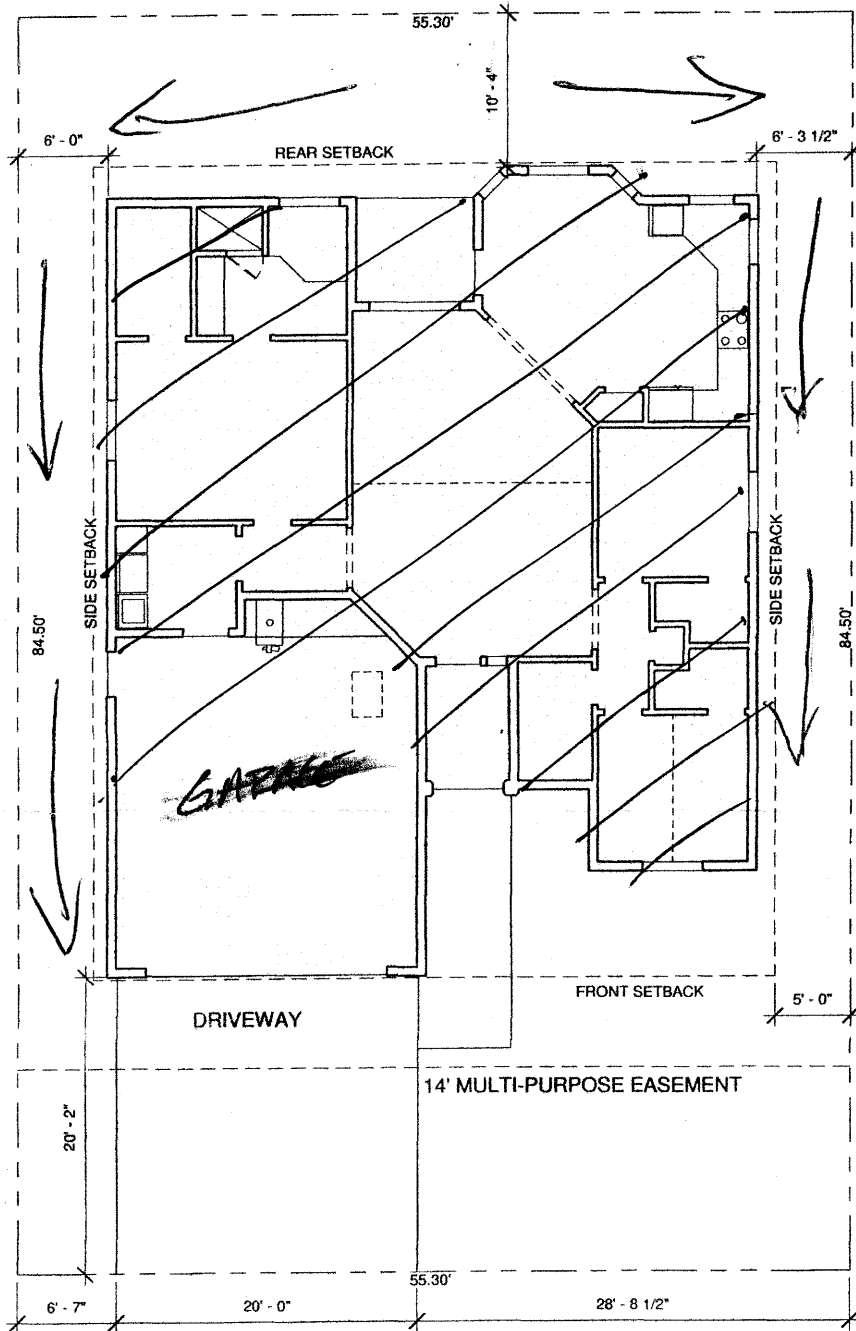 55.30'
10' - 4"
6' - 0"
REAR SETBACK
6' - 3 1/2"
SIDE SETBACK
84.50'
SIDE SETBACK
84.50'
GARAGE
FRONT SETBACK
5' - 0"
DRIVEWAY
14' MULTI-PURPOSE EASEMENT
20' - 2"
55.30'
6' - 7"
20' - 0"
28' - 8 1/2"